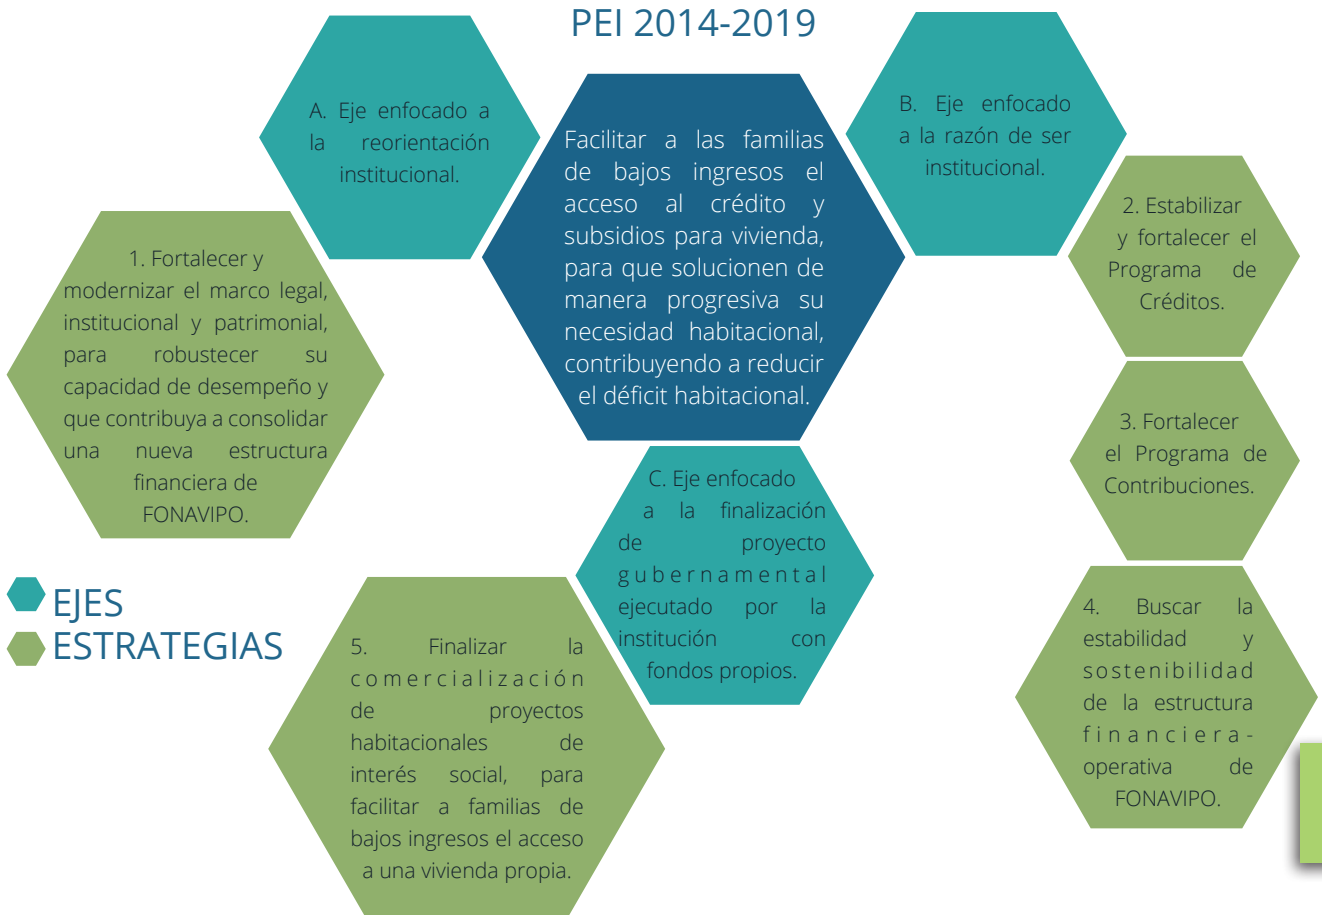 PEI 2014-2019
A. Eje enfocado a
la reorientación
institucional.
Facilitar a las familias
de bajos ingresos el
acceso al crédito y
subsidios para vivienda,
para que solucionen de
manera progresiva su
necesidad habitacional,
contribuyendo a reducir
el déficit habitacional.
B. Eje enfocado
a la razón de ser
institucional.
1. Fortalecer y
modernizar el marco legal,
institucional y patrimonial,
para robustecer su
capacidad de desempeño y
que contribuya a consolidar
una nueva estructura
financiera de
FONAVIPO.
2. Estabilizar
y fortalecer el
Programa de
Créditos.
3. Fortalecer
el Programa de
Contribuciones.
C. Eje enfocado
a la finalización
de proyecto
gubernamental
ejecutado por la
institución con
fondos propios.
4. Buscar la
estabilidad y
sostenibilidad
de la estructura
financiera-
operativa de
FONAVIPO.
5. Finalizar la
comercialización
de proyectos
habitacionales de
interés social, para
facilitar a familias de
bajos ingresos el acceso
a una vivienda propia.
EJES
ESTRATEGIAS